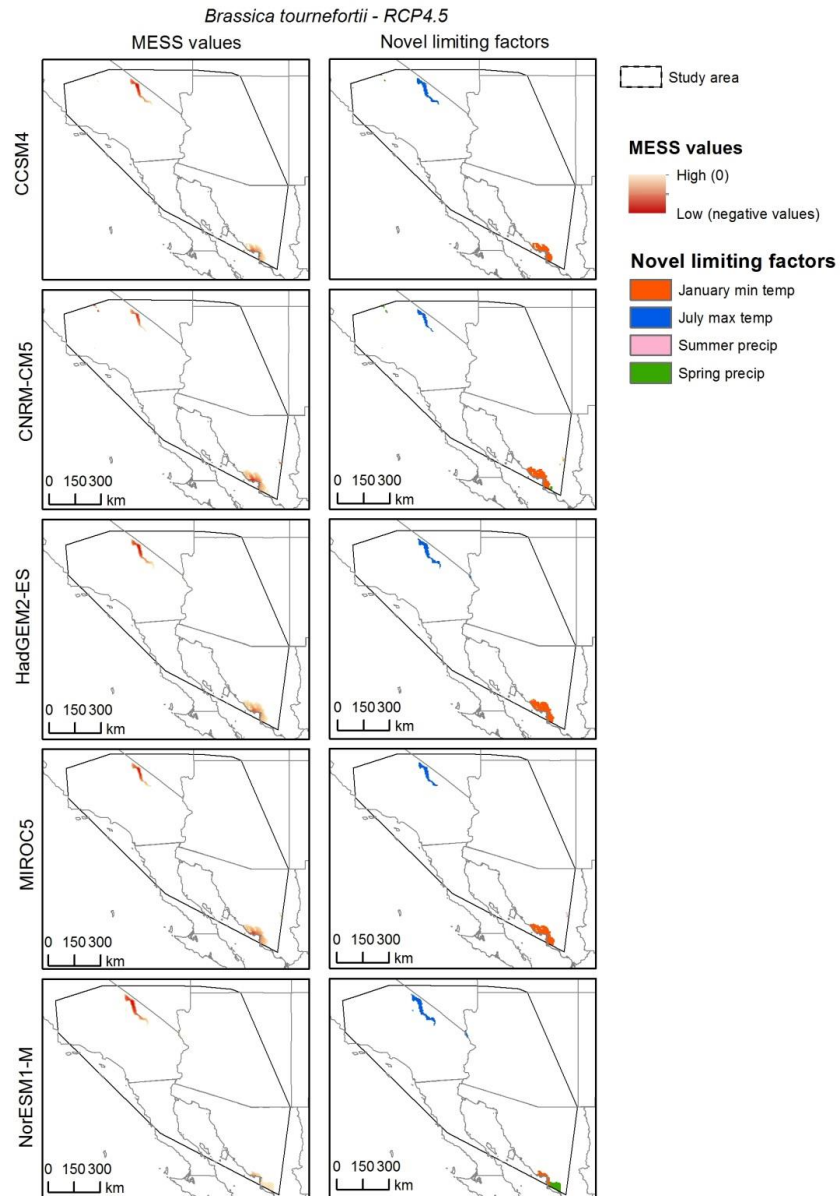 Brassica tournefortii - RCP4.5
MESS values
Novel limiting factors
CCSM4
Study area
MESS values
High (0)
Low (negative values)
Novel limiting factors
January min temp
July max temp
Summer precip
Spring precip
CNRM-CM5
0 150 300
km
0 150 300
km
HadGEM2-ES
0 150 300
km
0 150 300
km
MIROC5
0 150 300
km
0 150 300
km
NorESM1-M
0 150 300
km
0 150 300
km